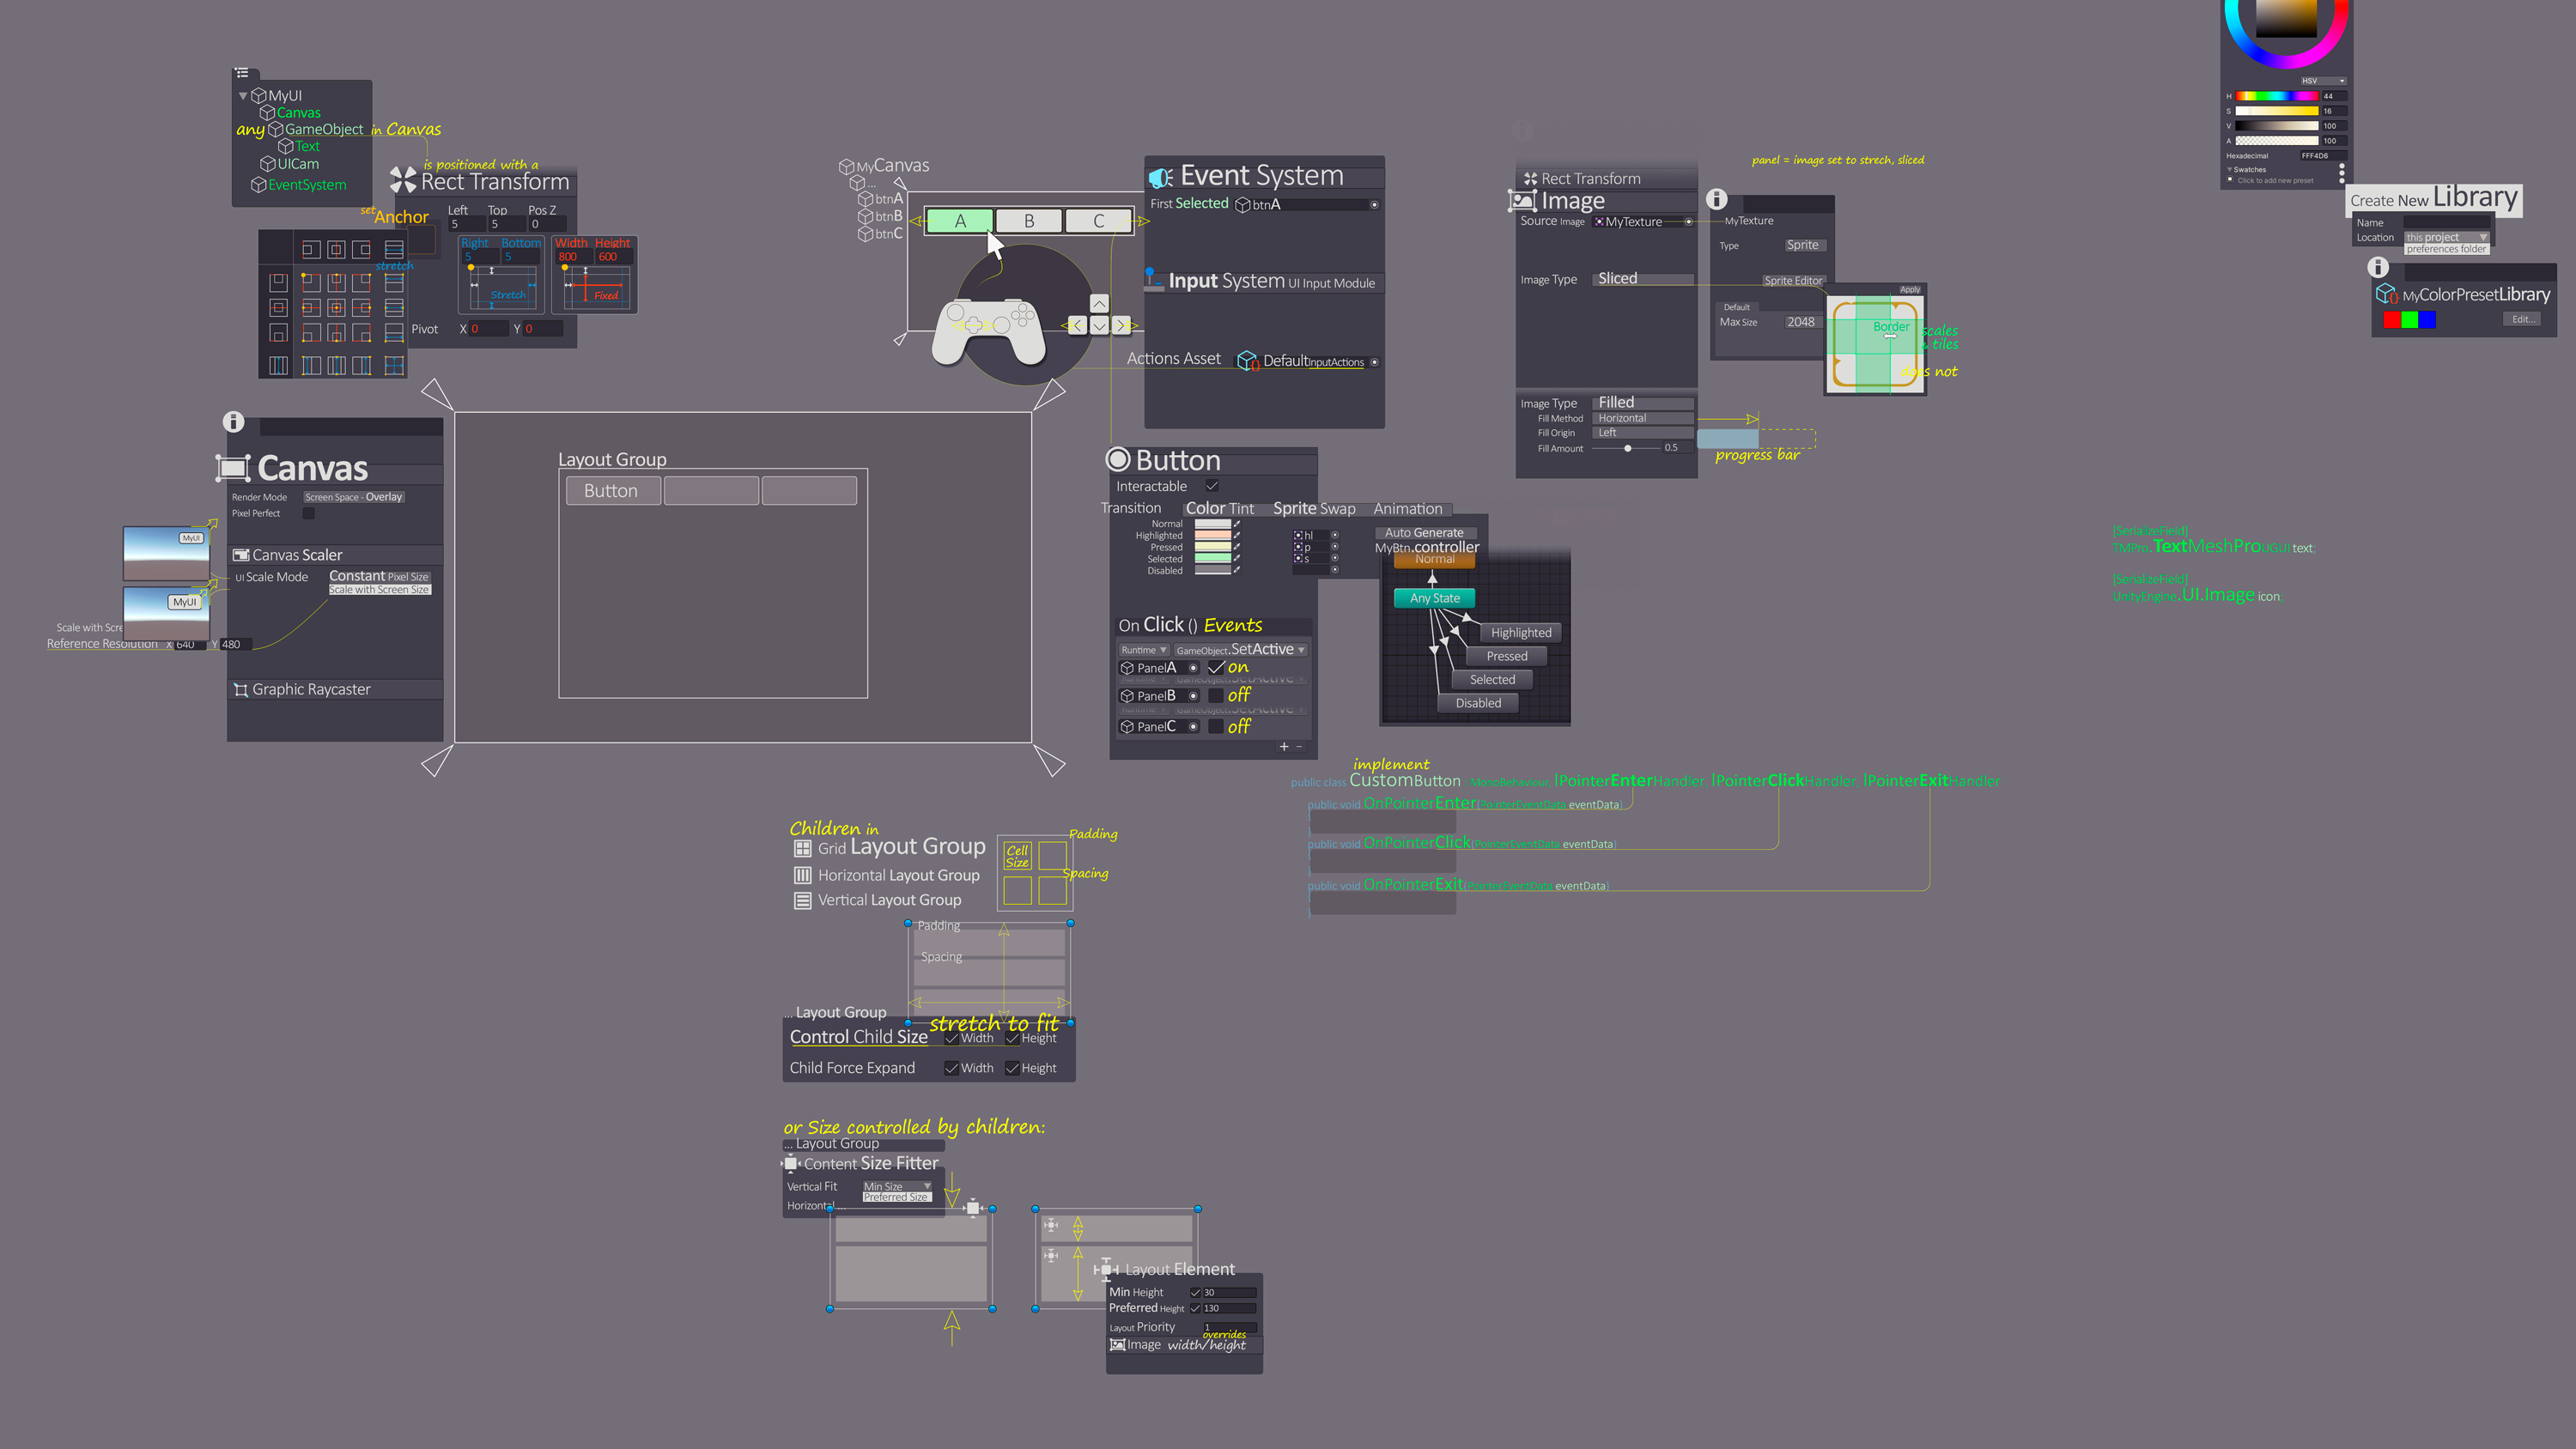 MyUI
Canvas
any GameObject in Canvas
Text
UICam
EventSystem
is positioned with a
Rect Transform
set Anchor
Left Top Pos Z
5 5 0
Right Bottom
5 5
Width Height
800 600
stretch
Stretch
Fixed
Pivot X 0 Y 0
Canvas
Render Mode Screen Space - Overlay
Pixel Perfect
Canvas Scaler
UI Scale Mode Constant Pixel Size
Scale with Screen Size
MyUI
MyUI
Scale with Scre
Reference Resolution X 640 Y 480
Graphic Raycaster
Layout Group
Button
MyCanvas
...
btnA
btnB
btnC
A B C
Event System
First Selected btnA
Input System UI Input Module
Actions Asset DefaultInputActions
Button
Interactable
Transition Color Tint Sprite Swap Animation
Normal
Highlighted
Pressed
Selected
Disabled
hl
p
s
Auto Generate
MyBtn.controller
Normal
Any State
Highlighted
Pressed
Selected
Disabled
On Click () Events
Runtime GameObject.SetActive
PanelA on
PanelB off
PanelC off
+ -
Rect Transform
Image
Source Image MyTexture
Image Type Sliced
Image Type Filled
Fill Method Horizontal
Fill Origin Left
Fill Amount 0.5
progress bar
panel = image set to strech, sliced
MyTexture
Type Sprite
Sprite Editor
Default
Max Size 2048
Apply
Border
scales
& tiles
does not
HSV
H 44
S 16
V 100
A 100
Hexadecimal FFF4D6
Swatches
Click to add new preset
Create New Library
Name
Location this project
preferences folder
MyColorPresetLibrary
Edit...
[SerializeField]
TMPro.TextMeshProUGUI text;
[SerializeField]
UnityEngine.UI.Image icon;
implement
public class CustomButton MonoBehaviour, IPointerEnterHandler, IPointerClickHandler, IPointerExitHandler
public void OnPointerEnter(PointerEventData eventData)
public void OnPointerClick(PointerEventData eventData)
public void OnPointerExit(PointerEventData eventData)
Children in
Grid Layout Group
Horizontal Layout Group
Vertical Layout Group
Cell
Size
Padding
Spacing
Padding
Spacing
... Layout Group
stretch to fit
Control Child Size Width Height
Child Force Expand Width Height
or Size controlled by children:
... Layout Group
Content Size Fitter
Vertical Fit Min Size
Preferred Size
Horizontal ...
Layout Element
Min Height 30
Preferred Height 130
Layout Priority 1
overrides
Image width/height